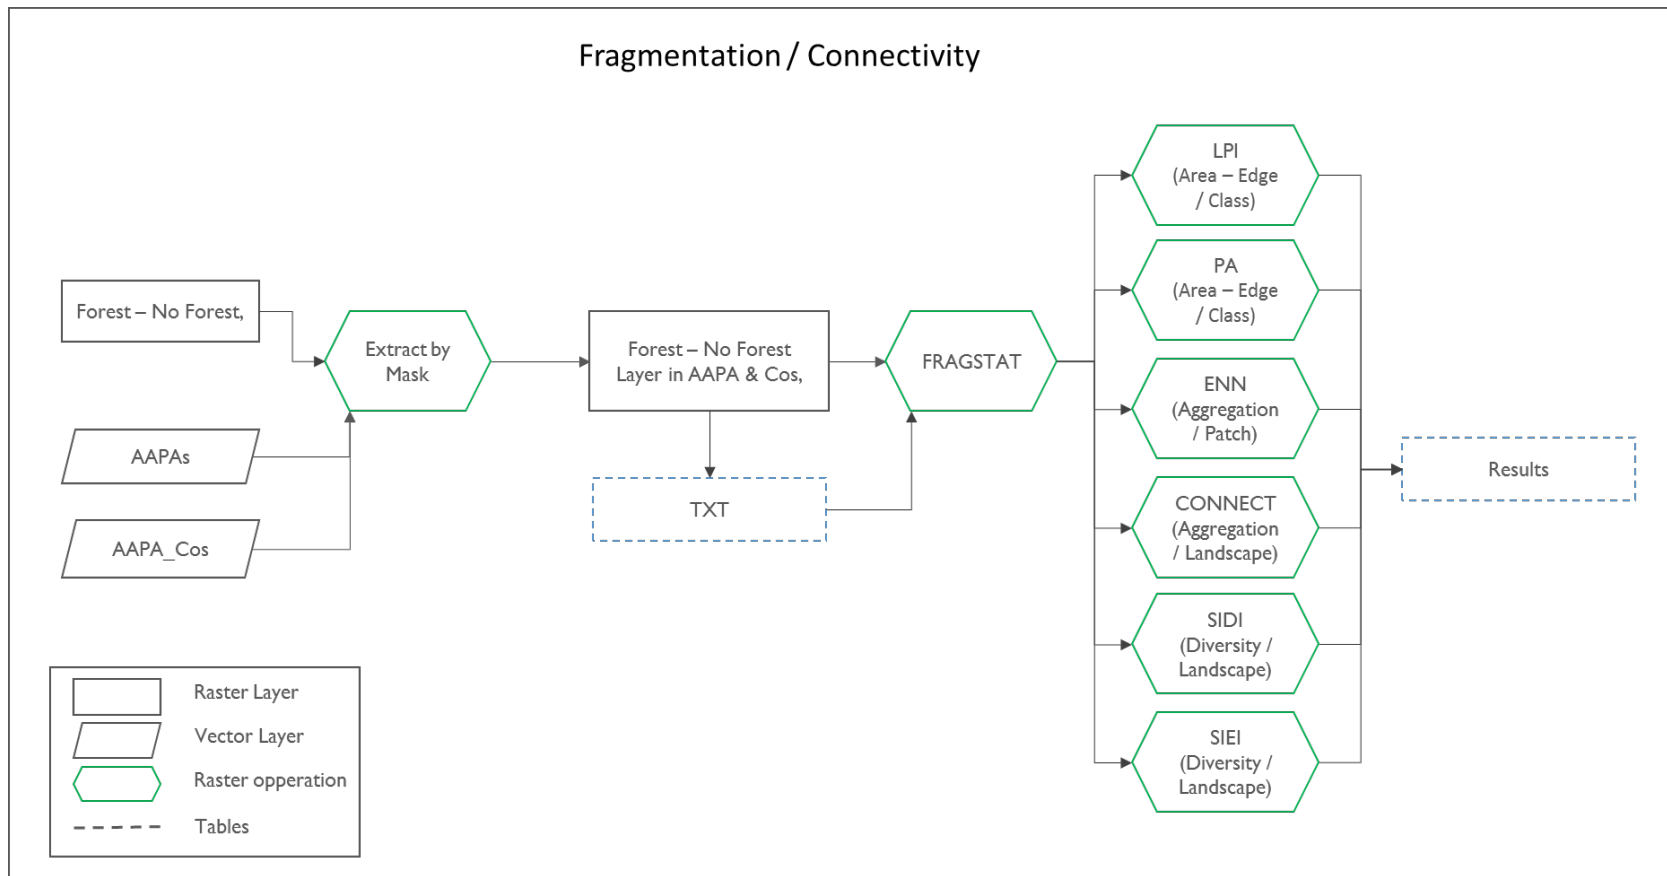 Fragmentation / Connectivity
Forest – No Forest,
AAPAs
AAPA_Cos
Extract by
Mask
Forest – No Forest
Layer in AAPA & Cos,
TXT
FRAGSTAT
LPI
(Area – Edge
/ Class)
PA
(Area – Edge
/ Class)
ENN
(Aggregation
/ Patch)
CONNECT
(Aggregation
/ Landscape)
SIDI
(Diversity /
Landscape)
SIEI
(Diversity /
Landscape)
Results
Raster Layer
Vector Layer
Raster opperation
Tables